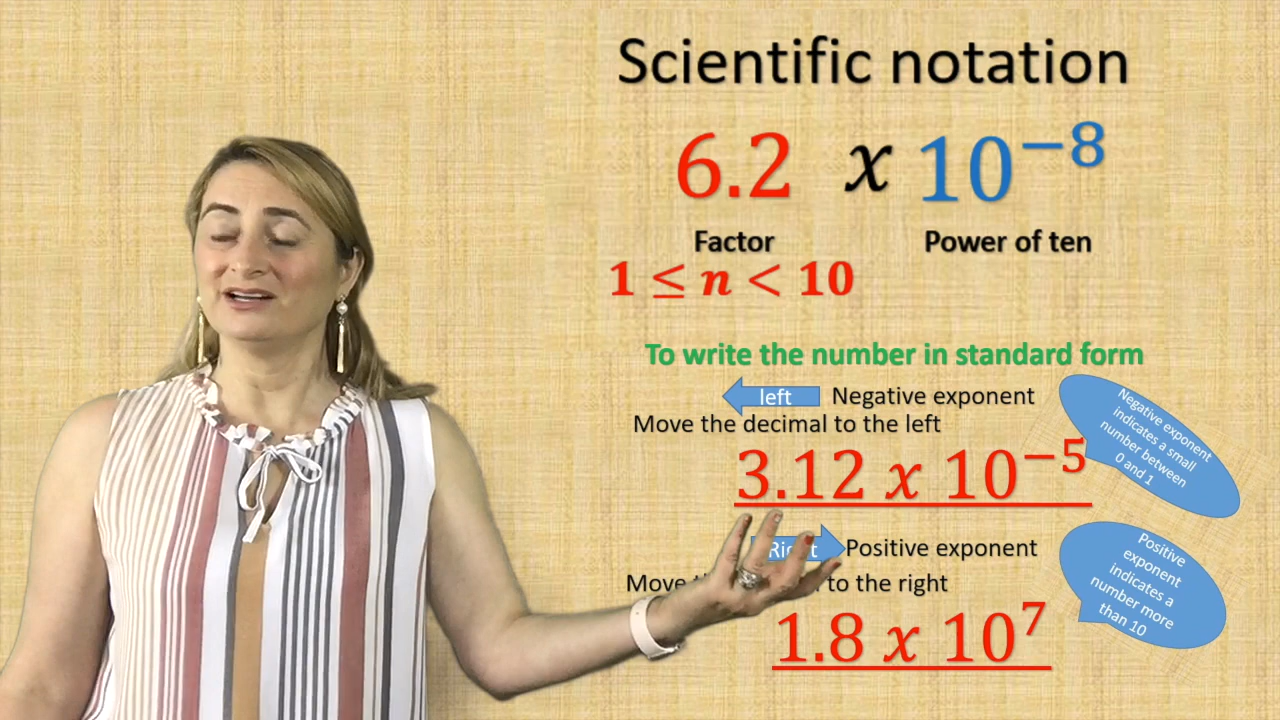 Scientific notation
6.2 x 10⁻⁸
Factor Power of ten
1 ≤ n < 10
To write the number in standard form
left Negative exponent
Move the decimal to the left
3.12 x 10⁻⁵
Negative exponent
indicates a small
number between
0 and 1
Right Positive exponent
Move to the right
1.8 x 10⁷
Positive
exponent
indicates a
number more
than 10